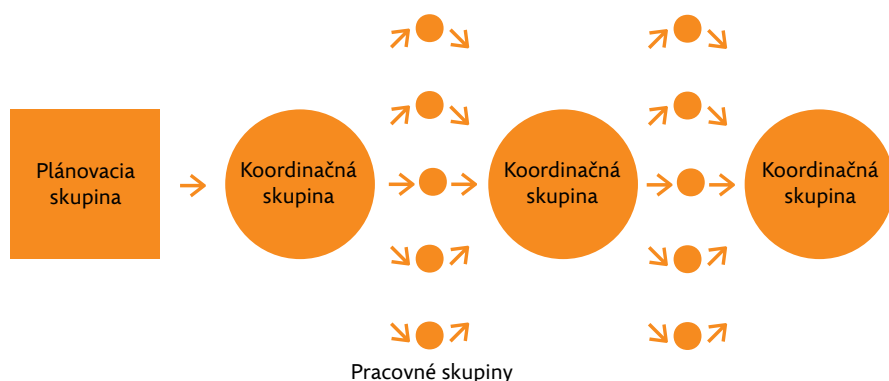 Plánovacia
skupina
Koordinačná
skupina
Koordinačná
skupina
Koordinačná
skupina
Pracovné skupiny